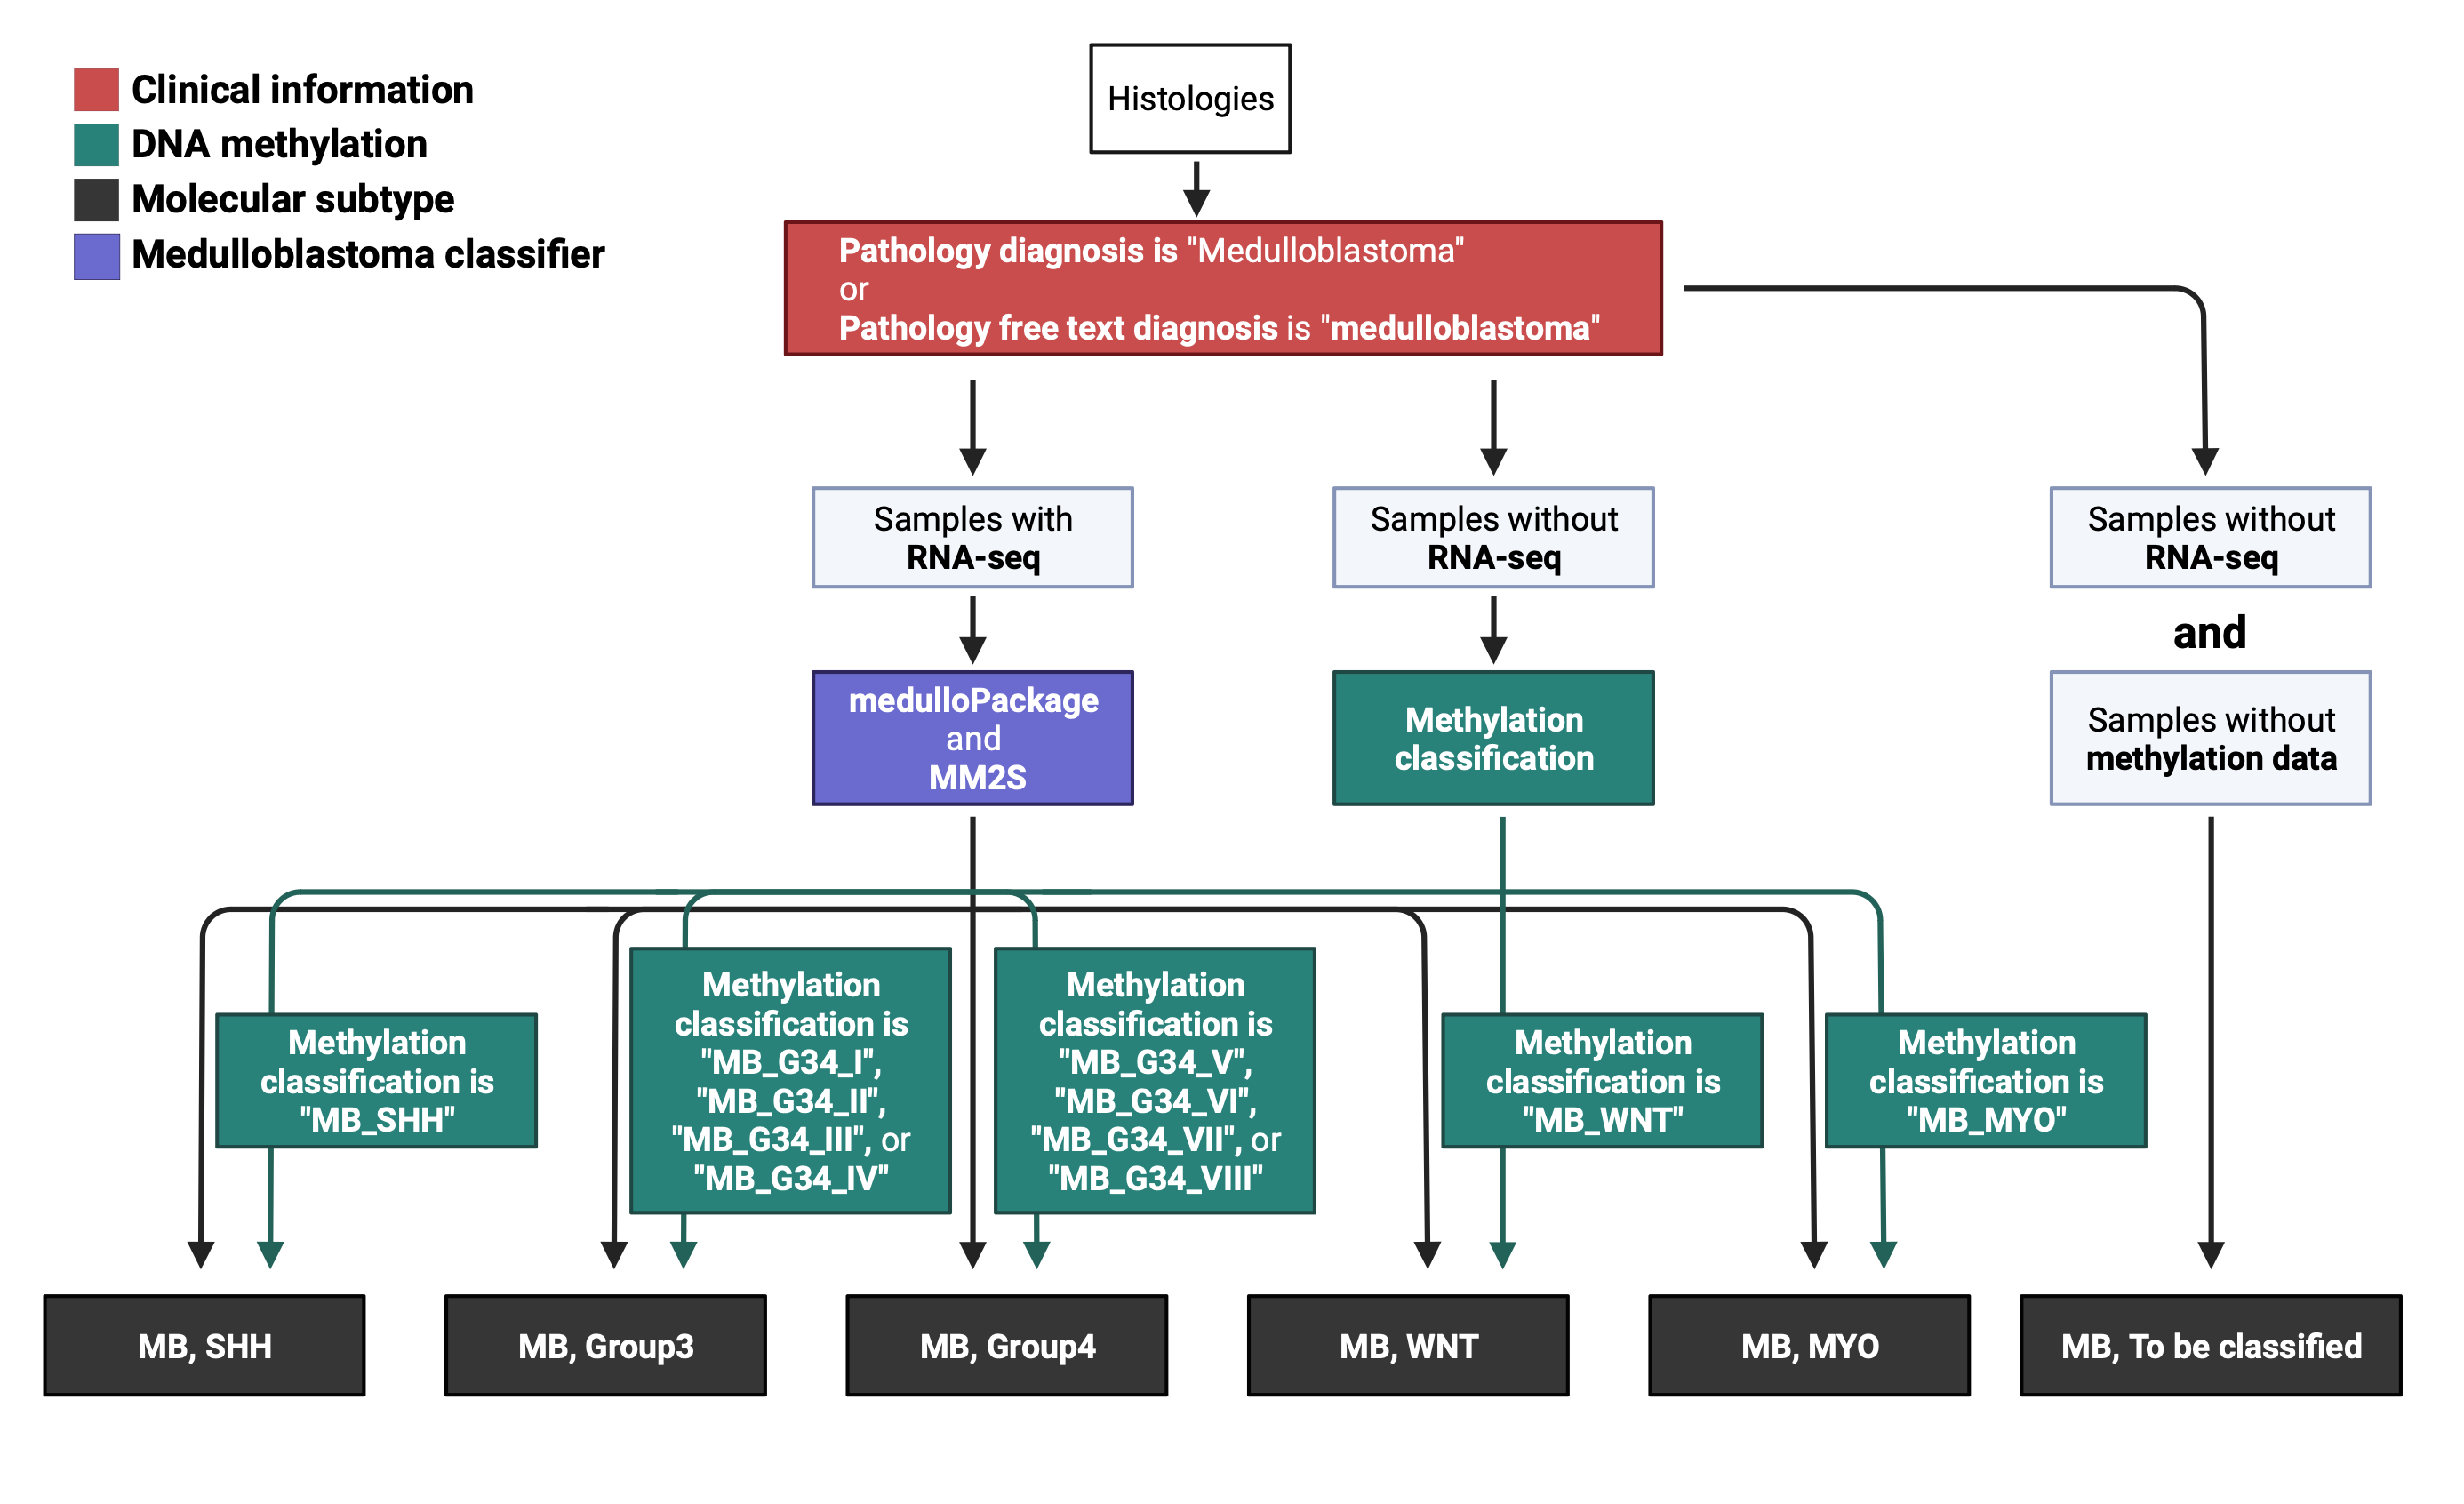 Clinical information
DNA methylation
Molecular subtype
Medulloblastoma classifier
Histologies
Pathology diagnosis is "Medulloblastoma"
or
Pathology free text diagnosis is "medulloblastoma"
Samples with
RNA-seq
Samples without
RNA-seq
Samples without
RNA-seq
and
medulloPackage
and
MM2S
Methylation
classification
Samples without
methylation data
Methylation
classification is
"MB_SHH"
Methylation
classification is
"MB_G34_I",
"MB_G34_II",
"MB_G34_III", or
"MB_G34_IV"
Methylation
classification is
"MB_G34_V",
"MB_G34_VI",
"MB_G34_VII", or
"MB_G34_VIII"
Methylation
classification is
"MB_WNT"
Methylation
classification is
"MB_MYO"
MB, SHH
MB, Group3
MB, Group4
MB, WNT
MB, MYO
MB, To be classified